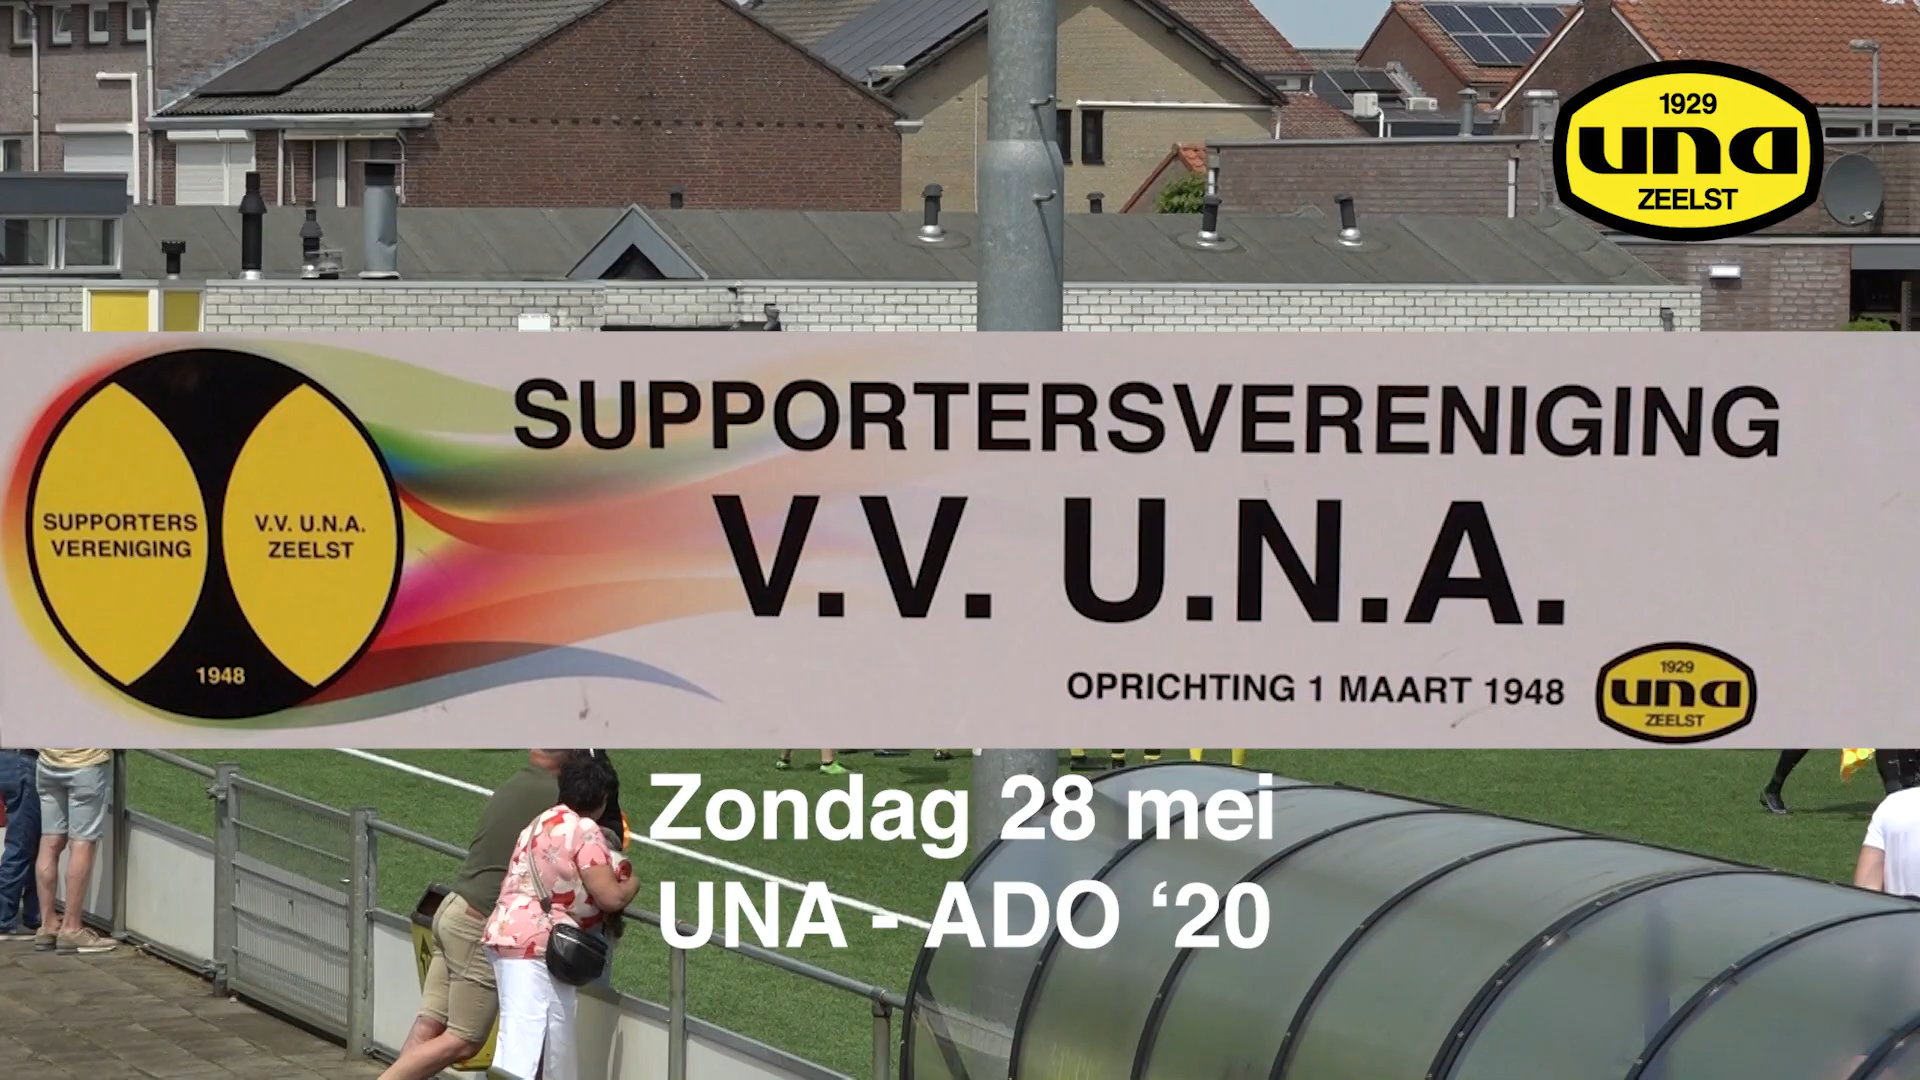 1929
una
ZEELST
SUPPORTERSVERENIGING
V.V. U.N.A.
OPRICHTING 1 MAART 1948
SUPPORTERS
VERENIGING
V.V. U.N.A.
ZEELST
1948
1929
una
ZEELST
Zondag 28 mei
UNA - ADO ‘20